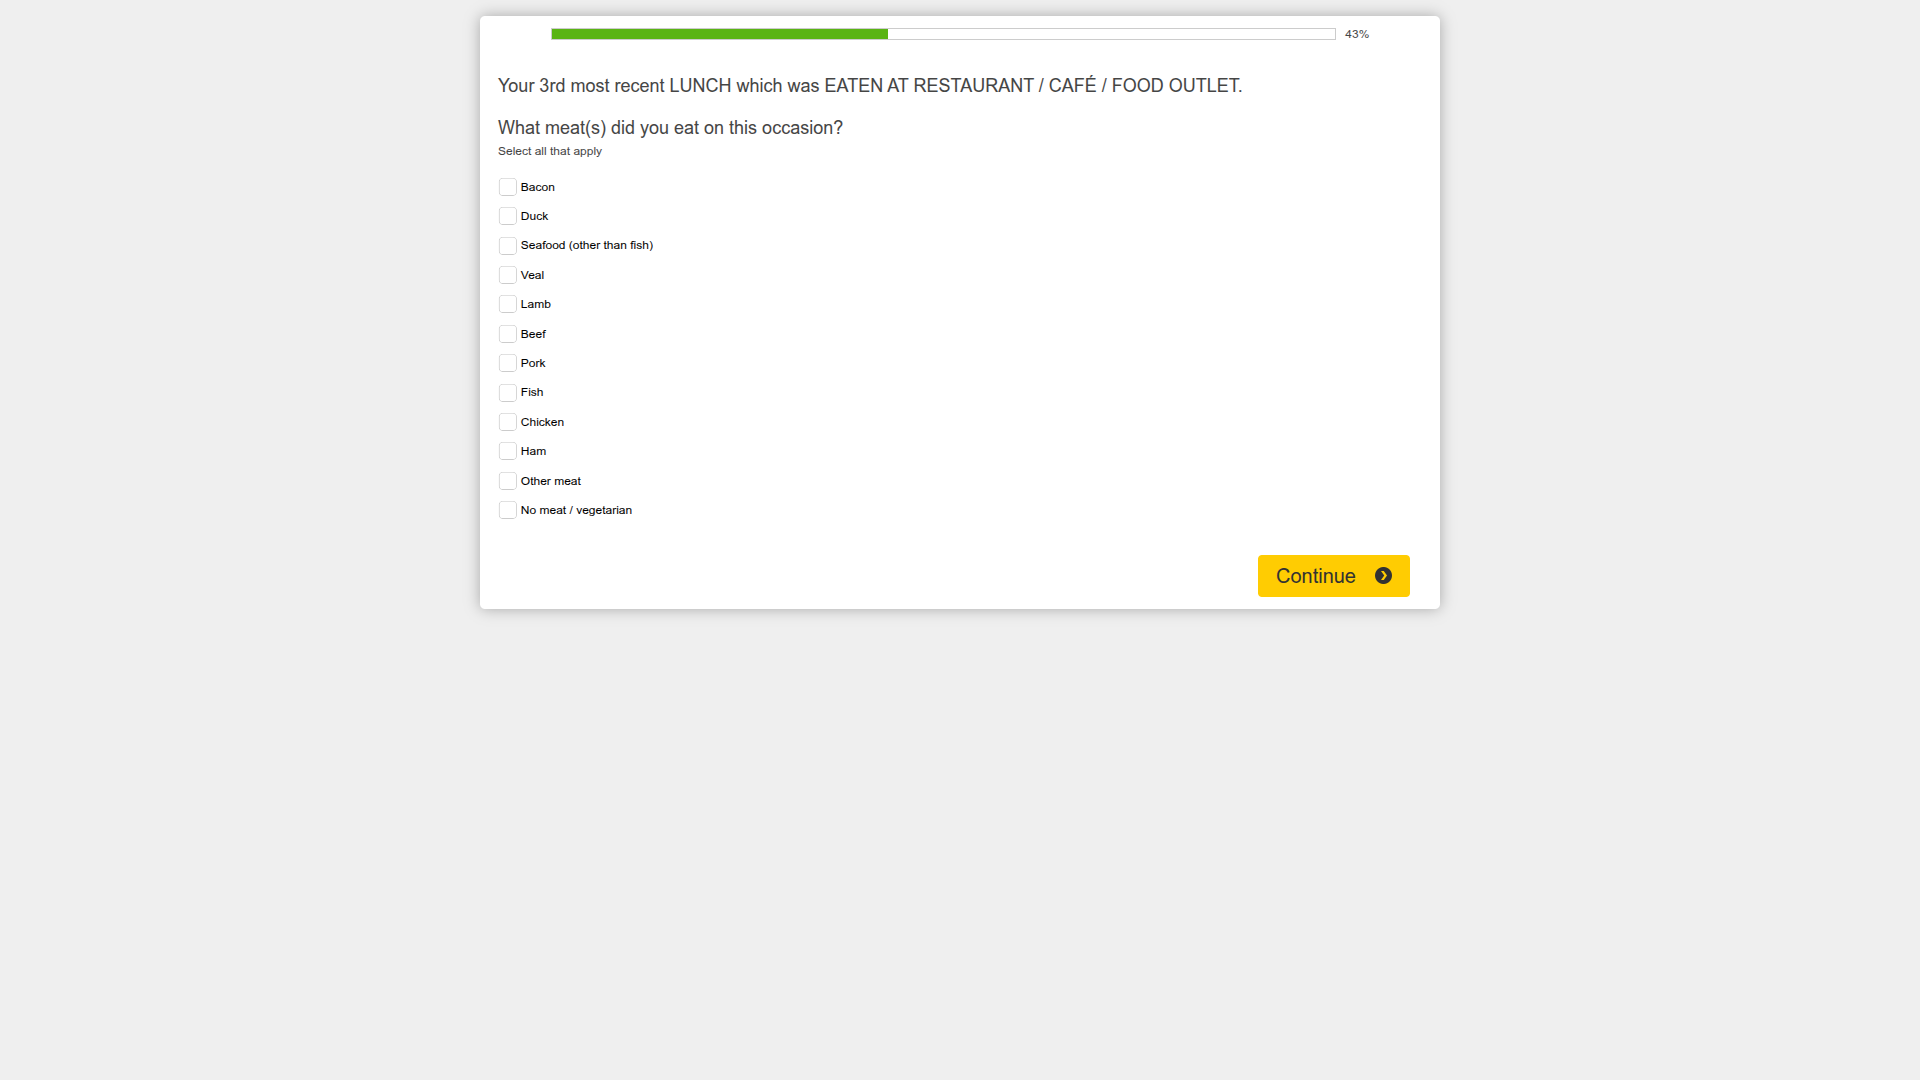 43%
Your 3rd most recent LUNCH which was EATEN AT RESTAURANT / CAFÉ / FOOD OUTLET.
What meat(s) did you eat on this occasion?
Select all that apply
Bacon
Duck
Seafood (other than fish)
Veal
Lamb
Beef
Pork
Fish
Chicken
Ham
Other meat
No meat / vegetarian
Continue